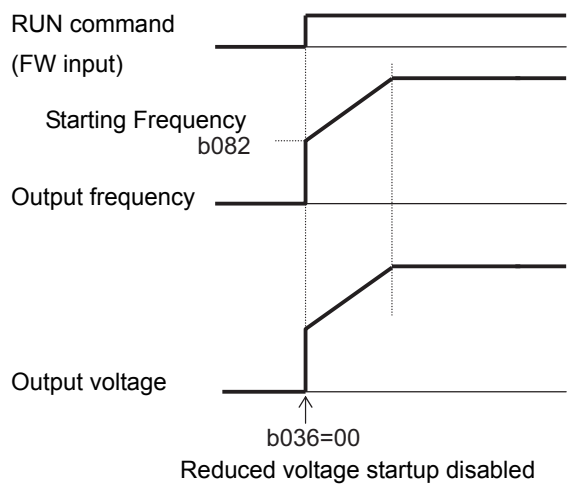 RUN command
(FW input)
Starting Frequency
b082
Output frequency
Output voltage
b036=00
Reduced voltage startup disabled